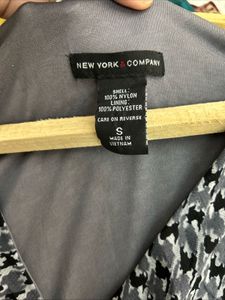 NEW YORK & COMPANY
SHELL:
100% NYLON
LINING:
100% POLYESTER
CARE ON REVERSE
S
MADE IN
VIETNAM